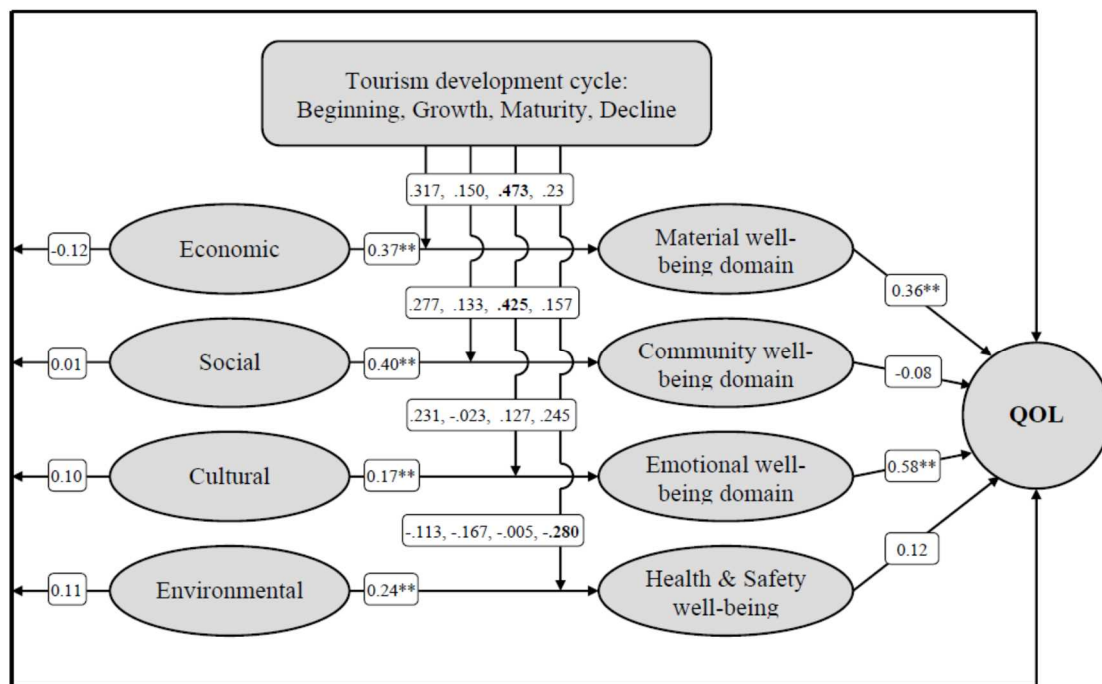 Tourism development cycle:
Beginning, Growth, Maturity, Decline
.317, .150, .473, .23
-0.12
Economic
0.37**
Material well-
being domain
0.36**
.277, .133, .425, .157
0.01
Social
0.40**
Community well-
being domain
-0.08
QOL
.231, -.023, .127, .245
0.10
Cultural
0.17**
Emotional well-
being domain
0.58**
-.113, -.167, -.005, -.280
0.11
Environmental
0.24**
Health & Safety
well-being
0.12